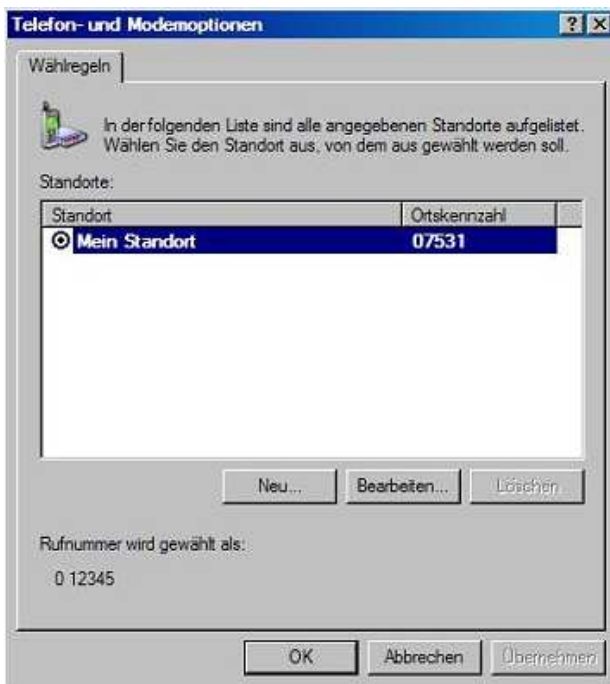 Telefon- und Modemoptionen
Wählregeln
In der folgenden Liste sind alle angegebenen Standorte aufgelistet.
Wählen Sie den Standort aus, von dem aus gewählt werden soll.
Standorte:
Standort Ortskennzahl
Mein Standort 07531
Neu... Bearbeiten... Löschen
Rufnummer wird gewählt als:
0 12345
OK Abbrechen Übernehmen